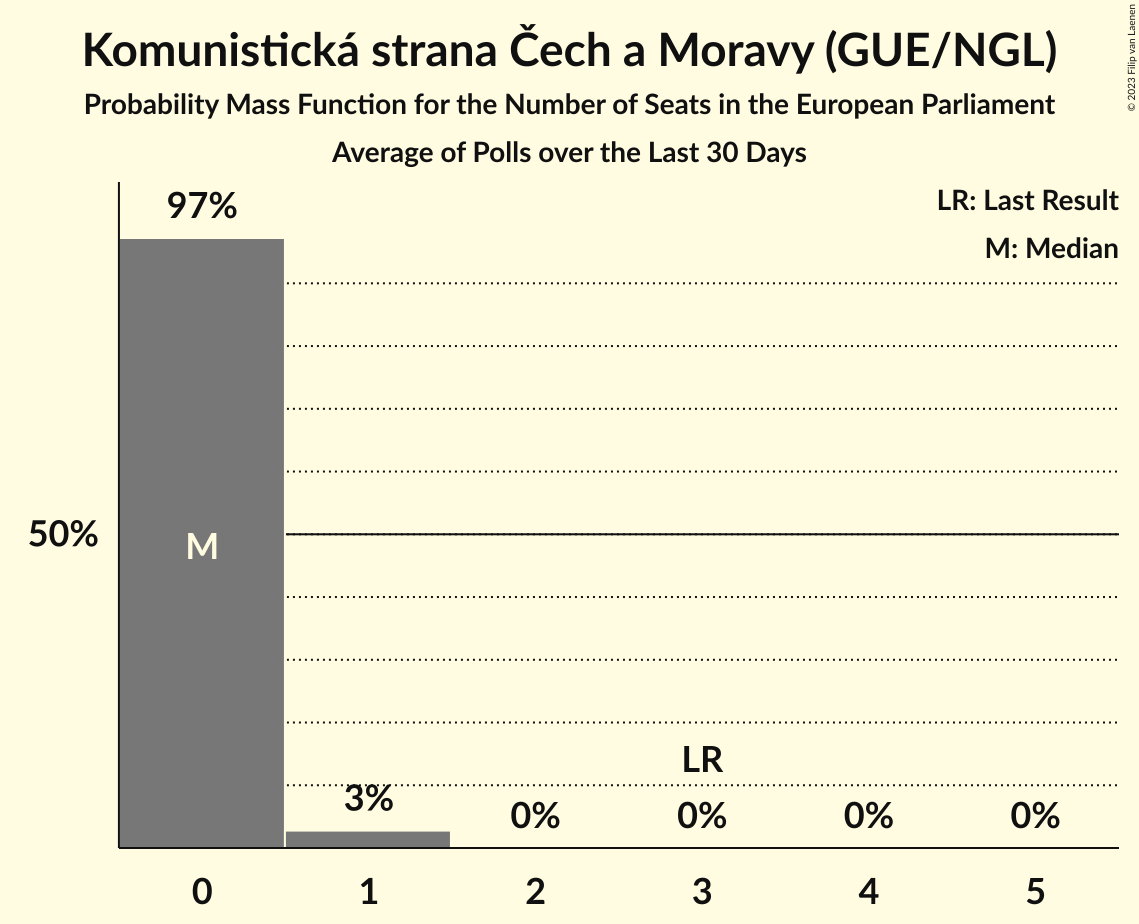 Komunistická strana Čech a Moravy (GUE/NGL)
Probability Mass Function for the Number of Seats in the European Parliament
Average of Polls over the Last 30 Days
© 2023 Filip van Laenen
LR: Last Result
M: Median
97%
50%
M
LR
3%
0%
0%
0%
0%
0
1
2
3
4
5